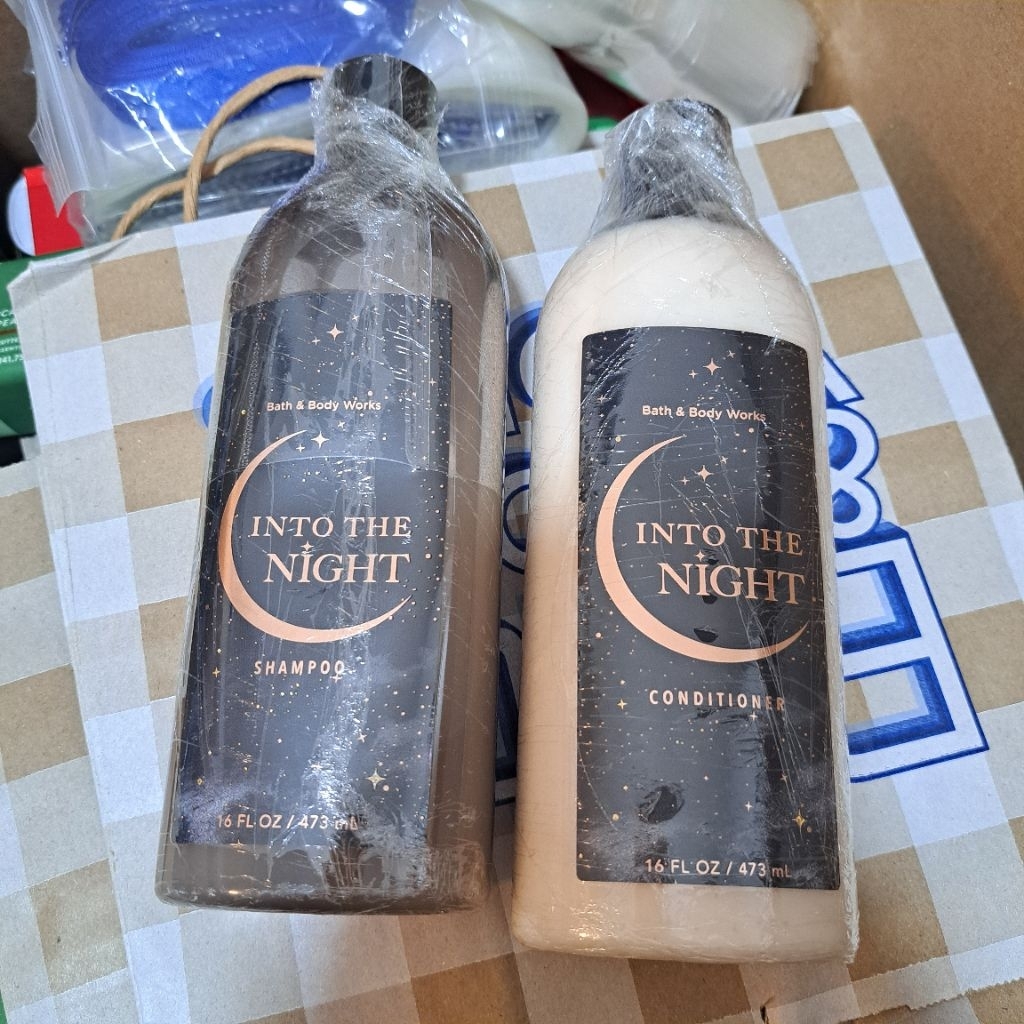 Bath & Body Works
INTO THE
NIGHT
SHAMPOO
16 FL OZ / 473 mL
Bath & Body Works
INTO THE
NIGHT
CONDITIONER
16 FL OZ / 473 mL